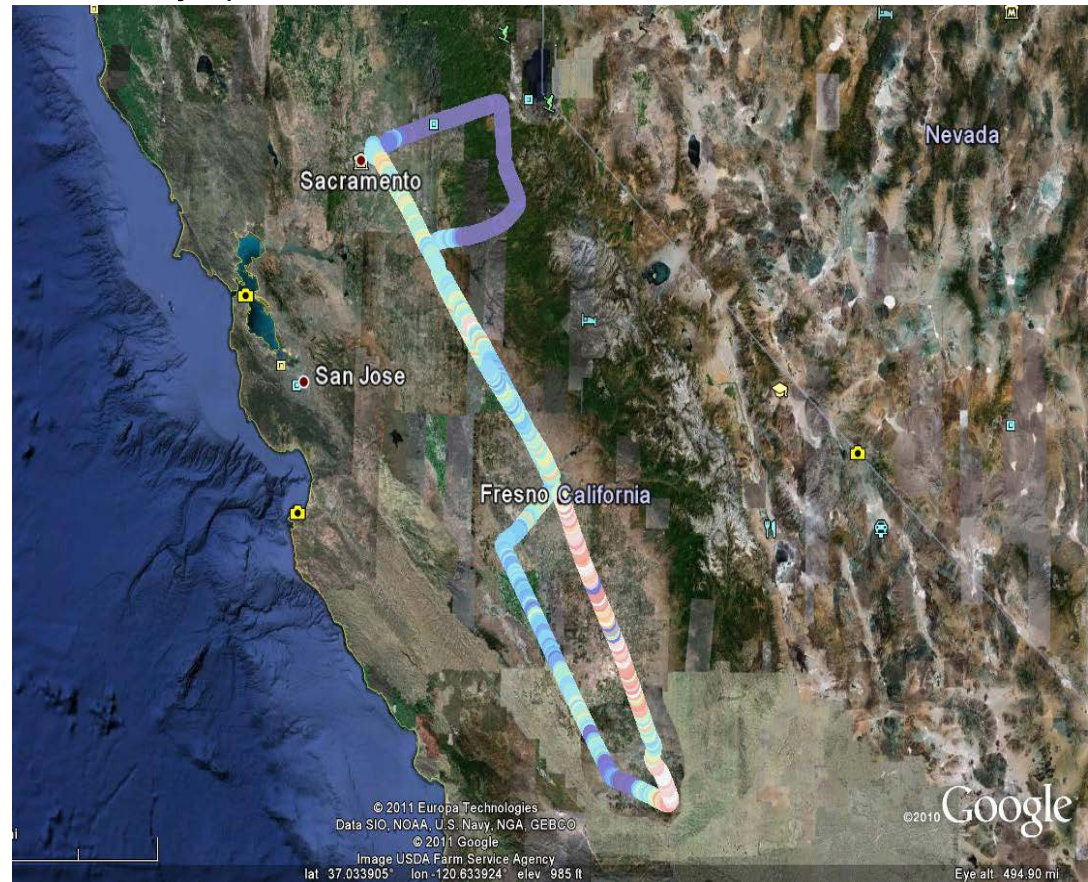 Nevada
Sacramento
San Jose
Fresno California
© 2011 Europa Technologies
Data SIO, NOAA, U.S. Navy, NGA, GEBCO
© 2011 Google
Image USDA Farm Service Agency
©2010 Google
lat 37.033905° lon -120.633924° elev 985 ft
Eye alt 494.90 mi